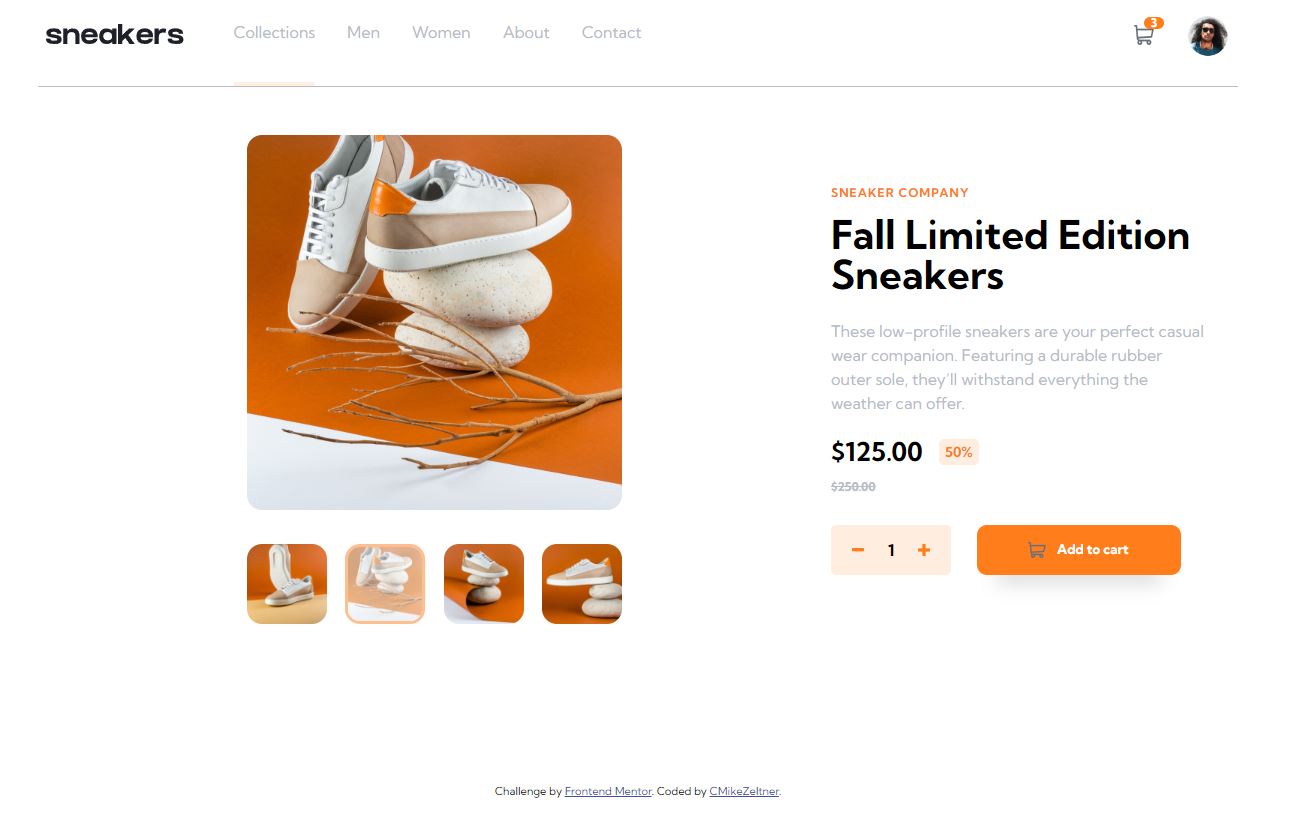 sneakers
Collections Men Women About Contact
3
SNEAKER COMPANY
Fall Limited Edition
Sneakers
These low-profile sneakers are your perfect casual
wear companion. Featuring a durable rubber
outer sole, they'll withstand everything the
weather can offer.
$125.00 50%
$250.00
1
Add to cart
Challenge by Frontend Mentor. Coded by CMikeZeltner.